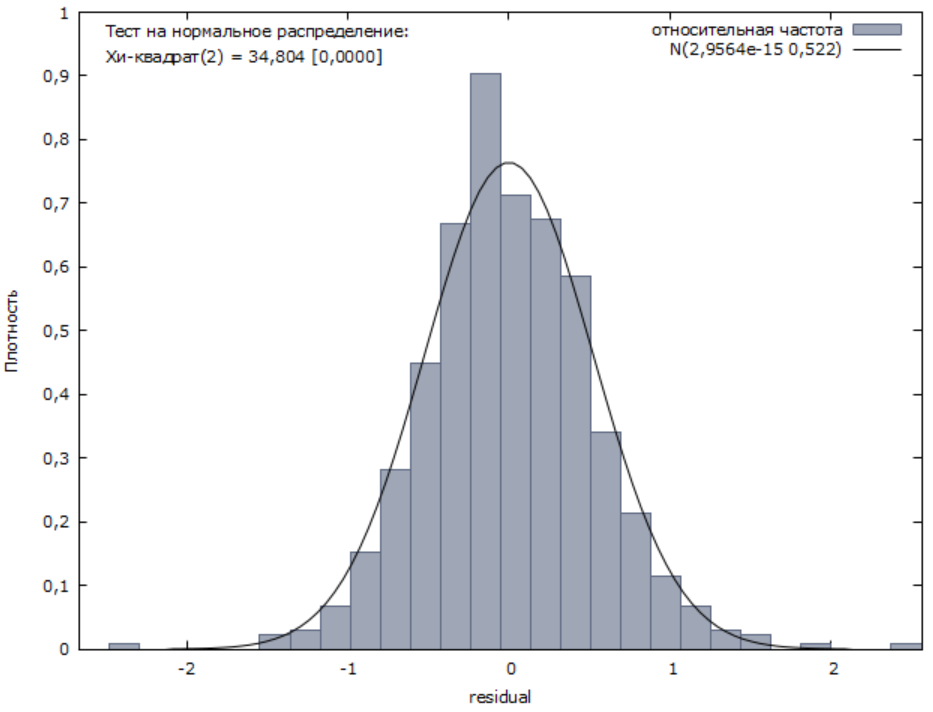 Тест на нормальное распределение:
Хи-квадрат(2) = 34,804 [0,0000]
относительная частота
N(2,9564e-15 0,522)
1
0,9
0,8
0,7
0,6
0,5
0,4
0,3
0,2
0,1
0
Плотность
-2
-1
0
1
2
residual